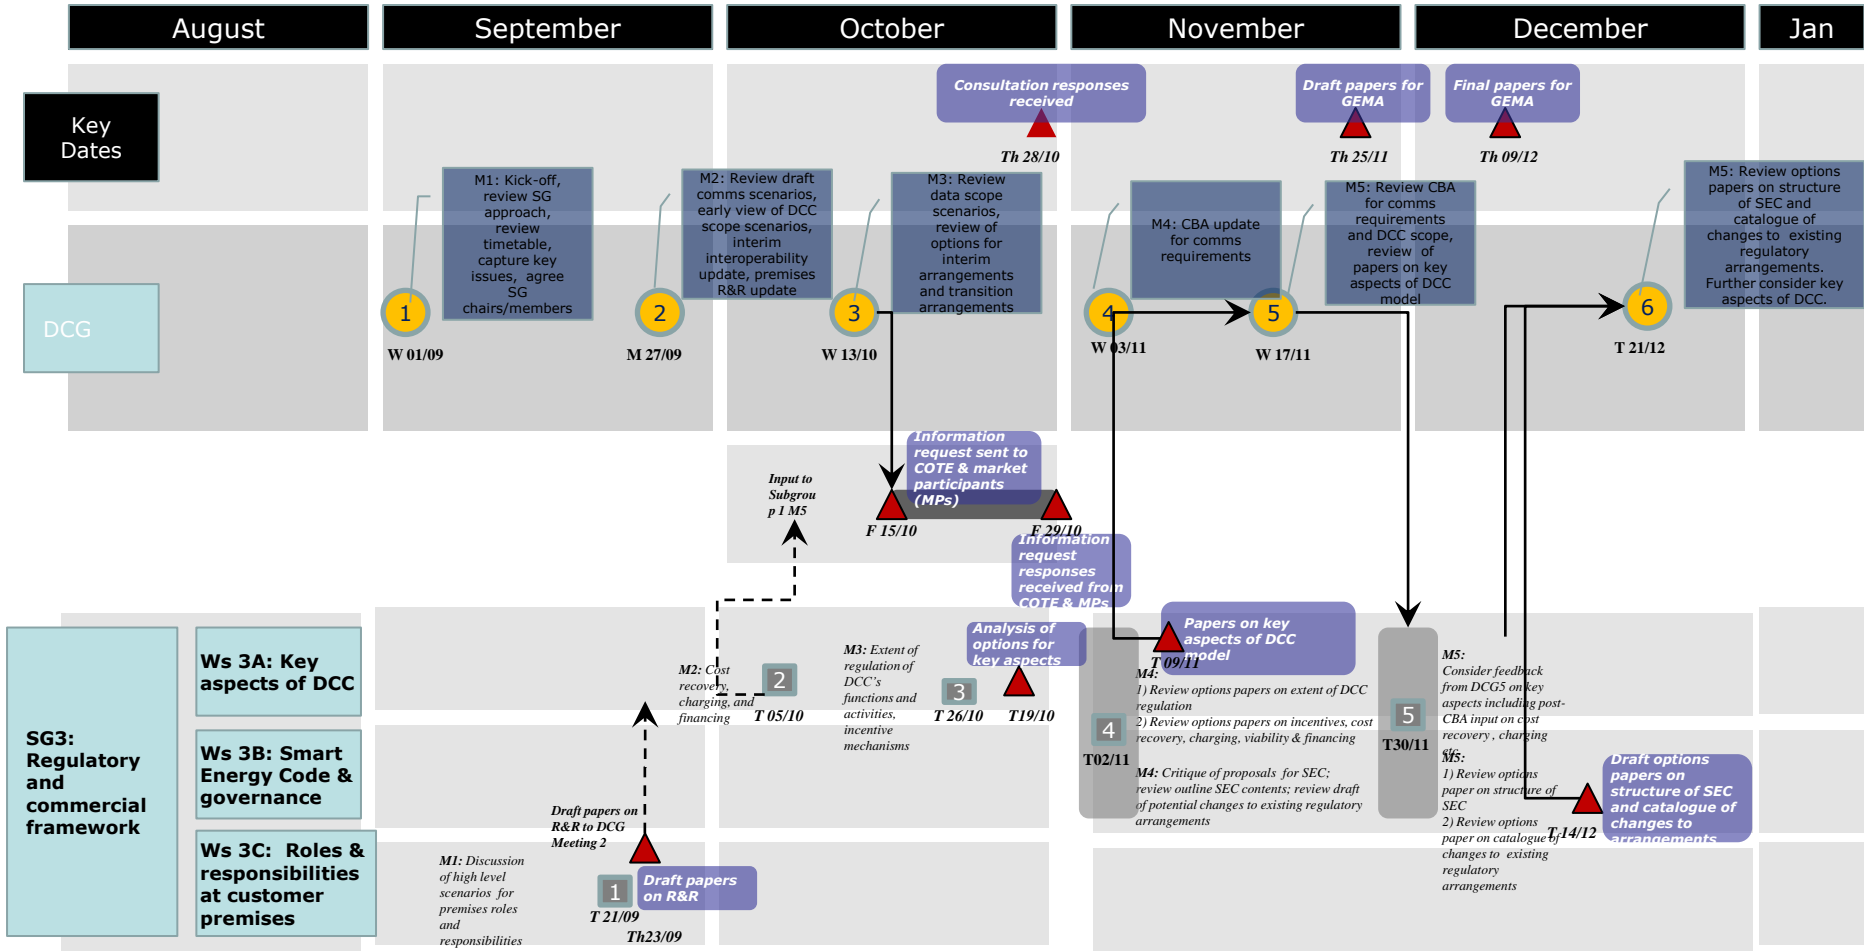 August
September
October
November
December
Jan
Key
Dates
Consultation responses
received
Th 28/10
Draft papers for
GEMA
Th 25/11
Final papers for
GEMA
Th 09/12
DCG
M1: Kick-off,
review SG
approach,
review
timetable,
capture key
issues,  agree
SG
chairs/members
1
W 01/09
M2: Review draft
comms scenarios,
early view of DCC
scope scenarios,
interim
interoperability
update, premises
R&R update
2
M 27/09
M3: Review
data scope
scenarios,
review of
options for
interim
arrangements
and transition
arrangements
3
W 13/10
M4: CBA update
for comms
requirements
4
W 03/11
M5: Review CBA
for comms
requirements
and DCC scope,
review  of
papers on key
aspects of DCC
model
5
W 17/11
M5: Review options
papers on structure
of SEC and
catalogue of
changes to  existing
regulatory
arrangements.
Further consider key
aspects of DCC.
6
T 21/12
Input to
Subgrou
p 1 M5
Information
request sent to
COTE & market
participants
(MPs)
F 15/10
F 29/10
Information
request
responses
received from
COTE & MPs
SG3:
Regulatory
and
commercial
framework
Ws 3A: Key
aspects of DCC
Ws 3B: Smart
Energy Code &
governance
Ws 3C:  Roles &
responsibilities
at customer
premises
M2: Cost
recovery,
charging, and
financing
2
T 05/10
M3: Extent of
regulation of
DCC's
functions and
activities,
incentive
mechanisms
3
T 26/10
Analysis of
options for
key aspects
T19/10
4
T02/11
Papers on key
aspects of DCC
model
T 09/11
M4:
1) Review options papers on extent of DCC
regulation
2) Review options papers on incentives, cost
recovery, charging, viability & financing
M4: Critique of proposals  for SEC;
review outline SEC contents; review draft
of potential changes to existing regulatory
arrangements
5
T30/11
M5:
Consider feedback
from DCG5 on key
aspects including post-
CBA input on cost
recovery , charging
etc
M5:
1) Review options
paper on structure of
SEC
2) Review options
paper on catalogue of
changes to  existing
regulatory
arrangements
Draft options
papers on
structure of SEC
and catalogue of
changes to
arrangements
T 14/12
Draft papers on
R&R to DCG
Meeting 2
M1: Discussion
of high level
scenarios  for
premises roles
and
responsibilities
1
T 21/09
Draft papers
on R&R
Th23/09